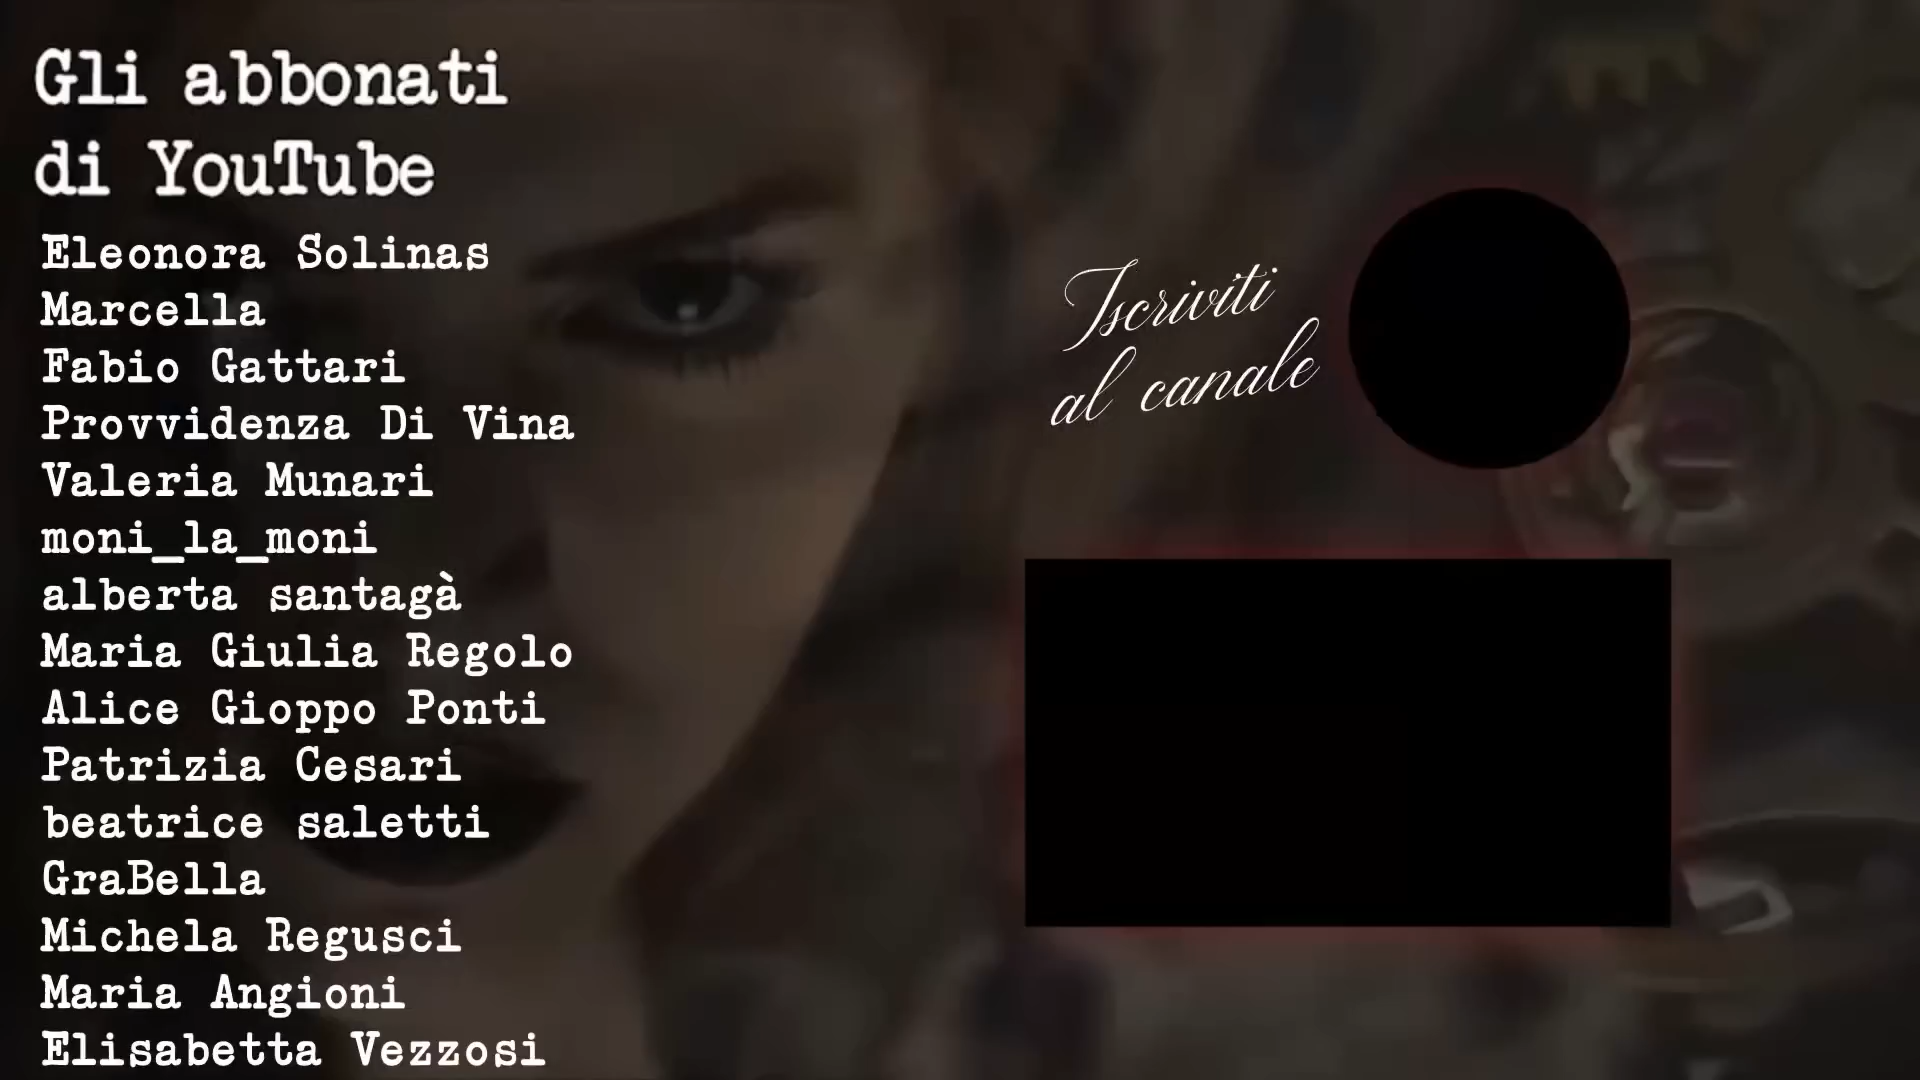 Gli abbonati
di YouTube
Eleonora Solinas
Marcella
Fabio Gattari
Provvidenza Di Vina
Valeria Munari
moni_la_moni
alberta santagà
Maria Giulia Regolo
Alice Gioppo Ponti
Patrizia Cesari
beatrice saletti
GraBella
Michela Regusci
Maria Angioni
Elisabetta Vezzosi
Iscriviti
al canale